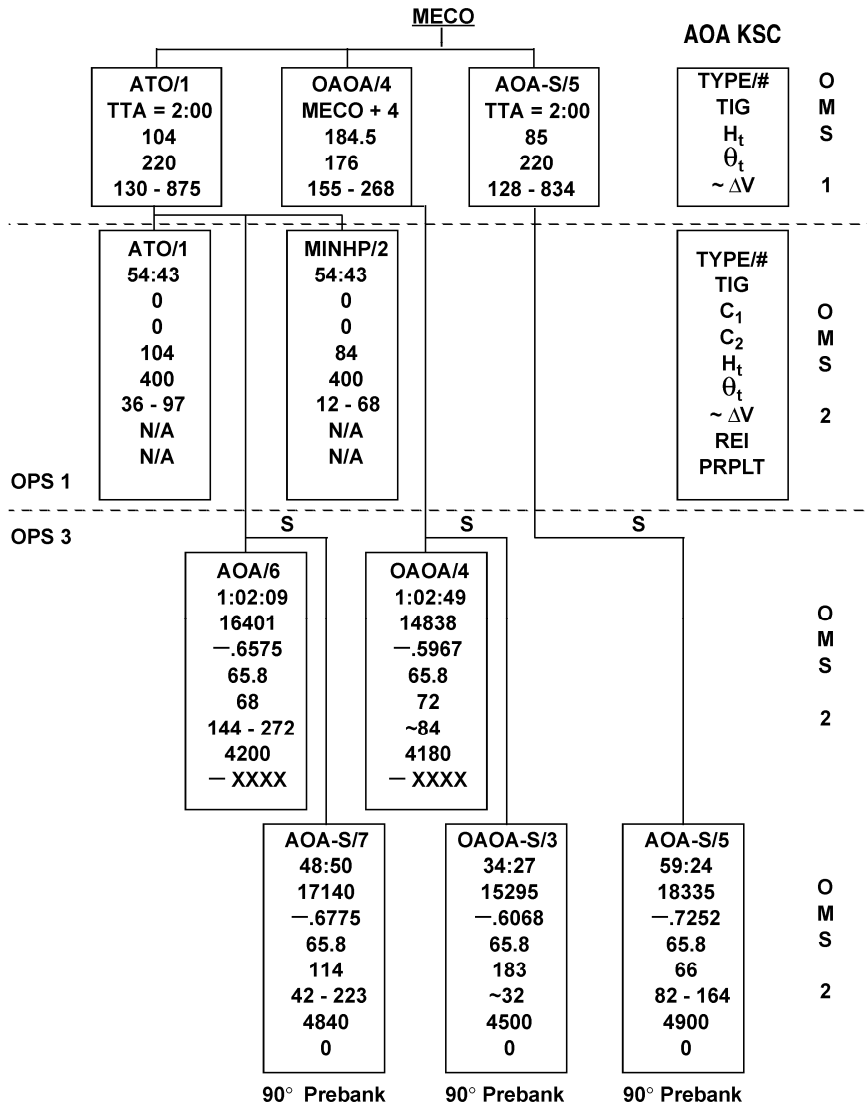 MECO
AOA KSC
ATO/1
TTA = 2:00
104
220
130 - 875
OAOA/4
MECO + 4
184.5
176
155 - 268
AOA-S/5
TTA = 2:00
85
220
128 - 834
TYPE/#
TIG
Ht
θt
~ ΔV
O
M
S
1
ATO/1
54:43
0
0
104
400
36 - 97
N/A
N/A
MINHP/2
54:43
0
0
84
400
12 - 68
N/A
N/A
TYPE/#
TIG
C1
C2
Ht
θt
~ ΔV
REI
PRPLT
O
M
S
2
OPS 1
OPS 3
S
S
S
AOA/6
1:02:09
16401
—.6575
65.8
68
144 - 272
4200
— XXXX
OAOA/4
1:02:49
14838
—.5967
65.8
72
~84
4180
— XXXX
O
M
S
2
AOA-S/7
48:50
17140
—.6775
65.8
114
42 - 223
4840
0
90° Prebank
OAOA-S/3
34:27
15295
—.6068
65.8
183
~32
4500
0
90° Prebank
AOA-S/5
59:24
18335
—.7252
65.8
66
82 - 164
4900
0
90° Prebank
O
M
S
2